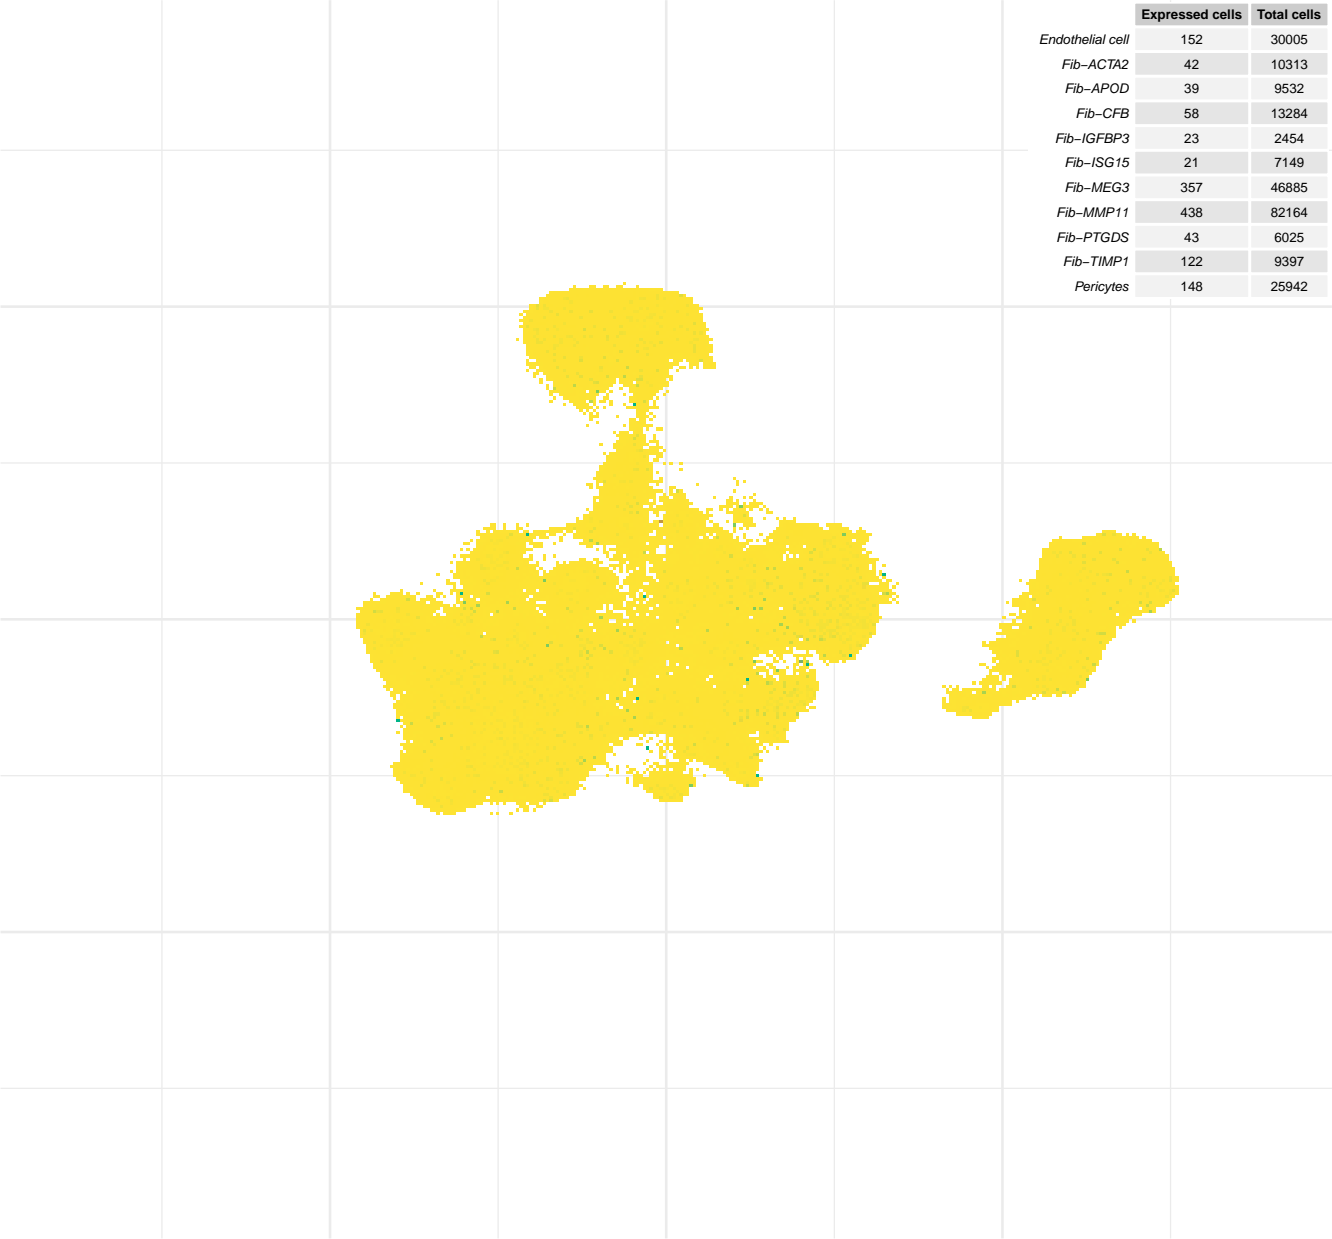 Expressed cells Total cells
Endothelial cell 152 30005
Fib−ACTA2 42 10313
Fib−APOD 39 9532
Fib−CFB 58 13284
Fib−IGFBP3 23 2454
Fib−ISG15 21 7149
Fib−MEG3 357 46885
Fib−MMP11 438 82164
Fib−PTGDS 43 6025
Fib−TIMP1 122 9397
Pericytes 148 25942